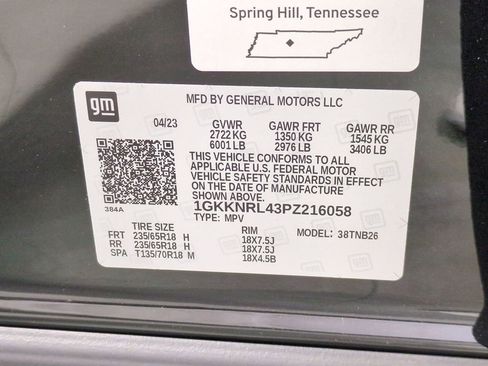 Spring Hill, Tennessee
gm
MFD BY GENERAL MOTORS LLC
04/23 GVWR GAWR FRT GAWR RR
2722 KG 1350 KG 1545 KG
6001 LB 2976 LB 3406 LB
THIS VEHICLE CONFORMS TO ALL
APPLICABLE U.S. FEDERAL MOTOR
VEHICLE SAFETY STANDARDS IN EFFECT
ON THE DATE OF MANUFACTURE
SHOWN ABOVE.
384A
1GKKNRL43PZ216058
TYPE: MPV
TIRE SIZE RIM MODEL: 38TNB26
FRT 235/65R18 H 18X7.5J
RR 235/65R18 H 18X7.5J
SPA T135/70R18 M 18X4.5B